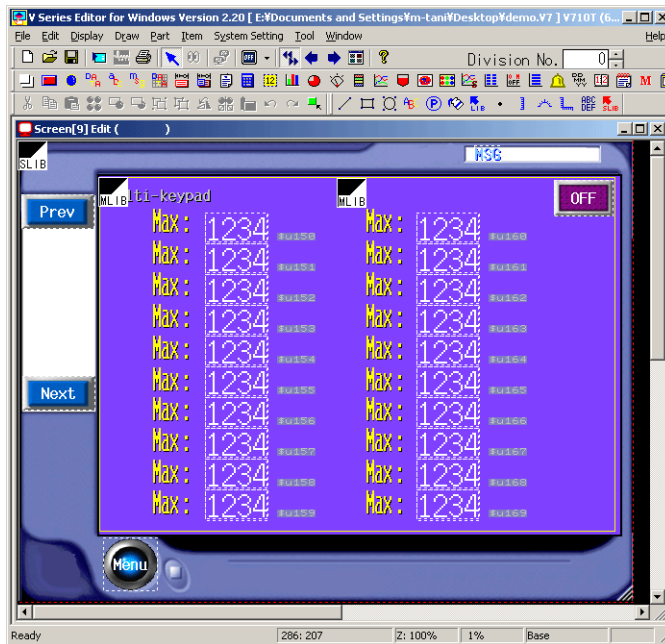 V Series Editor for Windows Version 2.20 [ E:¥Documents and Settings¥m-tani¥Desktop¥demo.V7 ] V710T (6...
File Edit Display Draw Part Item System Setting Tool Window Help
Division No. 0
Screen[9] Edit ( )
SLIB
MSG
MLIB lti-keypad MLIB OFF
Prev
Max: 1234 $u150 Max: 1234 $u160
Max: 1234 $u151 Max: 1234 $u161
Max: 1234 $u152 Max: 1234 $u162
Max: 1234 $u153 Max: 1234 $u163
Max: 1234 $u154 Max: 1234 $u164
Next
Max: 1234 $u155 Max: 1234 $u165
Max: 1234 $u156 Max: 1234 $u166
Max: 1234 $u157 Max: 1234 $u167
Max: 1234 $u158 Max: 1234 $u168
Max: 1234 $u159 Max: 1234 $u169
Menu
Ready 286: 207 Z: 100% 1% Base